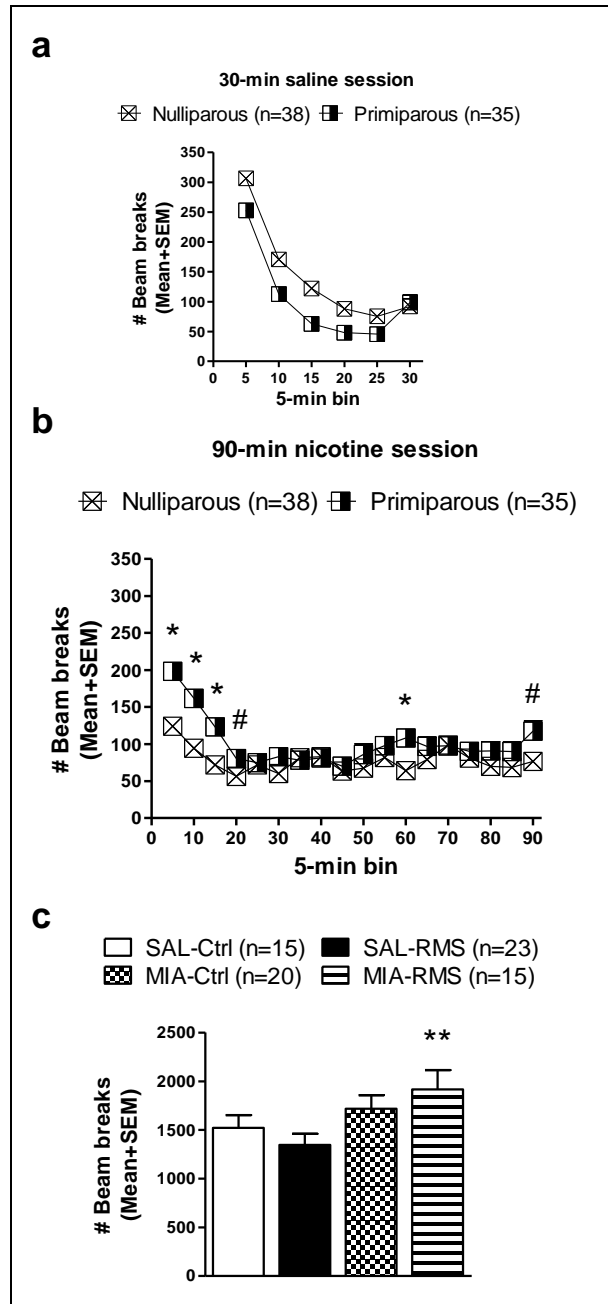 a
30-min saline session
Nulliparous (n=38) Primiparous (n=35)
# Beam breaks
(Mean+SEM)
350
300
250
200
150
100
50
0
0 5 10 15 20 25 30
5-min bin
b
90-min nicotine session
Nulliparous (n=38) Primiparous (n=35)
# Beam breaks
(Mean+SEM)
350
300
250
200
150
100
50
0
* * * # * #
0 10 20 30 40 50 60 70 80 90
5-min bin
c
SAL-Ctrl (n=15) SAL-RMS (n=23)
MIA-Ctrl (n=20) MIA-RMS (n=15)
# Beam breaks
(Mean+SEM)
2500
2000
1500
1000
500
0
**